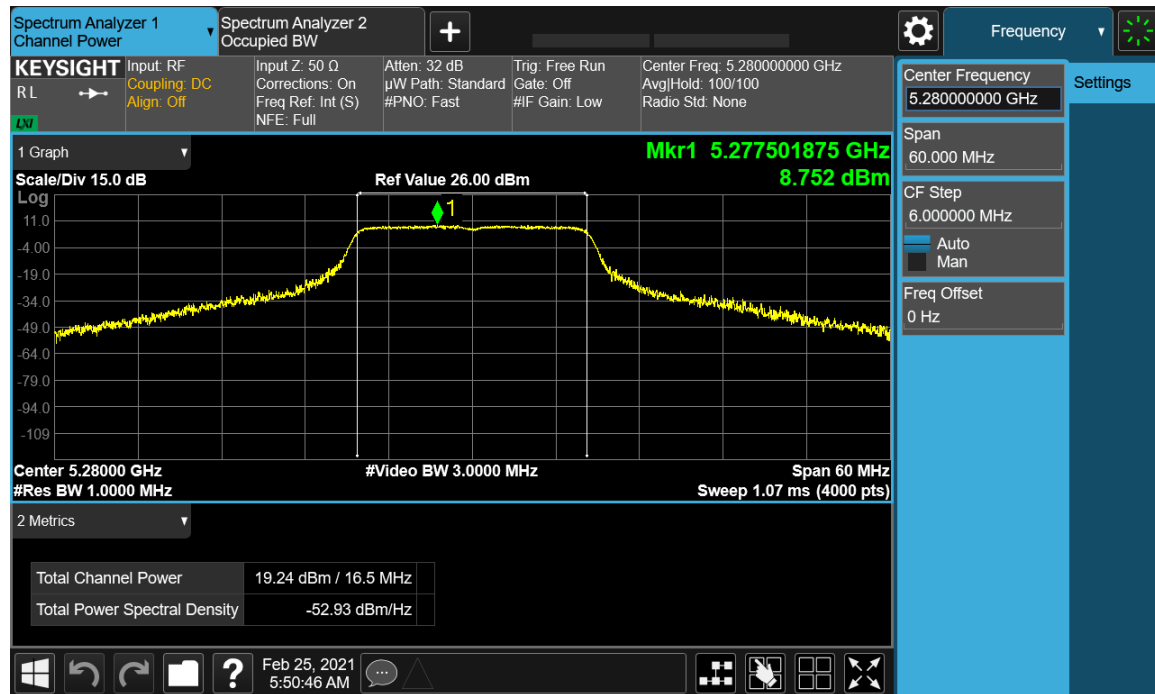 Spectrum Analyzer 1
Channel Power
Spectrum Analyzer 2
Occupied BW
Frequency
KEYSIGHT
R L
LXI
Input: RF
Coupling: DC
Align: Off
Input Z: 50 Ω
Corrections: On
Freq Ref: Int (S)
NFE: Full
Atten: 32 dB
µW Path: Standard
#PNO: Fast
Trig: Free Run
Gate: Off
#IF Gain: Low
Center Freq: 5.280000000 GHz
Avg|Hold: 100/100
Radio Std: None
Center Frequency
5.280000000 GHz
Settings
Span
60.000 MHz
CF Step
6.000000 MHz
Auto
Man
Freq Offset
0 Hz
1 Graph
Mkr1 5.277501875 GHz
8.752 dBm
Scale/Div 15.0 dB
Ref Value 26.00 dBm
Log
1
11.0
-4.00
-19.0
-34.0
-49.0
-64.0
-79.0
-94.0
-109
Center 5.28000 GHz
#Video BW 3.0000 MHz
Span 60 MHz
#Res BW 1.0000 MHz
Sweep 1.07 ms (4000 pts)
2 Metrics
Total Channel Power 19.24 dBm / 16.5 MHz
Total Power Spectral Density -52.93 dBm/Hz
?
Feb 25, 2021
5:50:46 AM